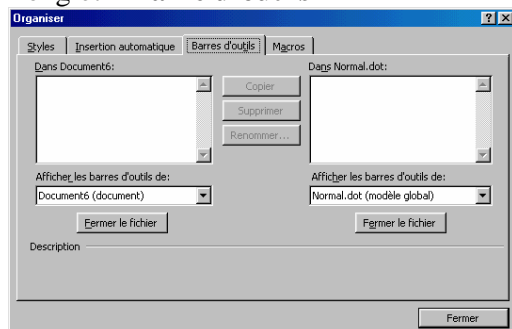 Organiser
Styles Insertion automatique Barres d'outils Macros
Dans Document6: Dans Normal.dot:
Copier
Supprimer
Renommer...
Afficher les barres d'outils de: Afficher les barres d'outils de:
Document6 (document) Normal.dot (modèle global)
Fermer le fichier Fermer le fichier
Description
Fermer